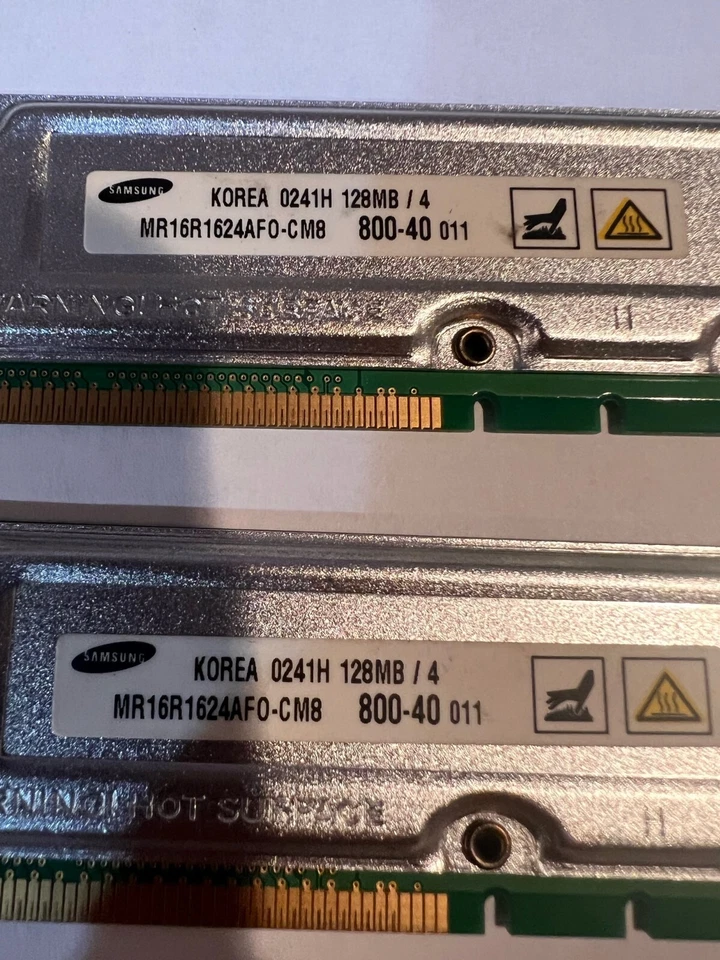 SAMSUNG
KOREA 0241H 128MB / 4
MR16R1624AF0-CM8 800-40 011
WARNING! HOT SURFACE
H
SAMSUNG
KOREA 0241H 128MB / 4
MR16R1624AF0-CM8 800-40 011
RNING! HOT SURFACE
H